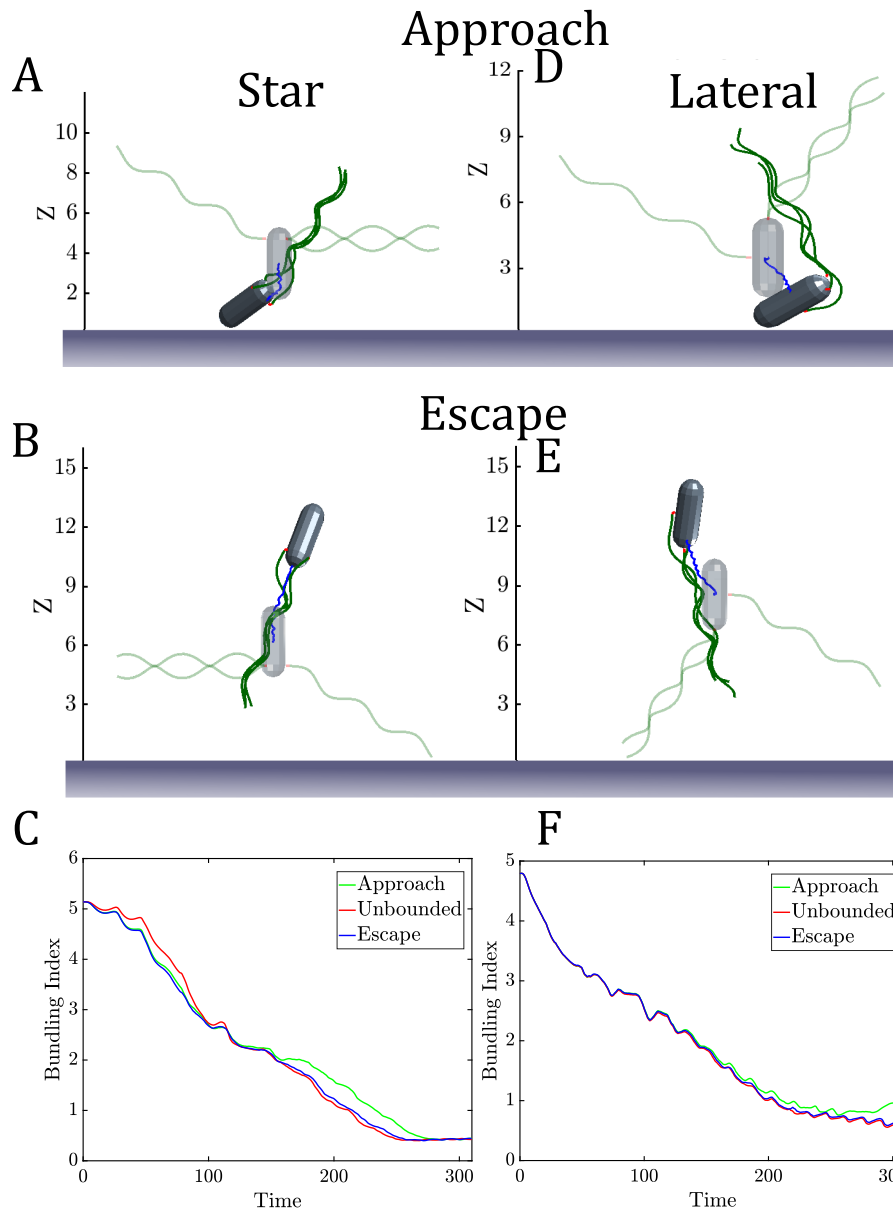 Approach
A
Star
10
8
6
4
2
Z
D
Lateral
12
9
6
3
Z
Escape
B
15
12
9
6
3
Z
E
15
12
9
6
3
Z
C
6
5
4
3
2
1
0
Bundling Index
Approach
Unbounded
Escape
0 100 200 300
Time
F
5
4
3
2
1
0
Bundling Index
Approach
Unbounded
Escape
0 100 200
Time